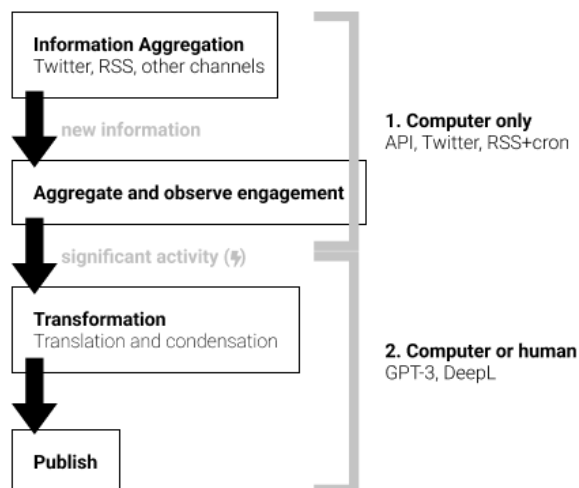 Information Aggregation
Twitter, RSS, other channels
new information
1. Computer only
API, Twitter, RSS+cron
Aggregate and observe engagement
significant activity (⚡)
Transformation
Translation and condensation
2. Computer or human
GPT-3, DeepL
Publish